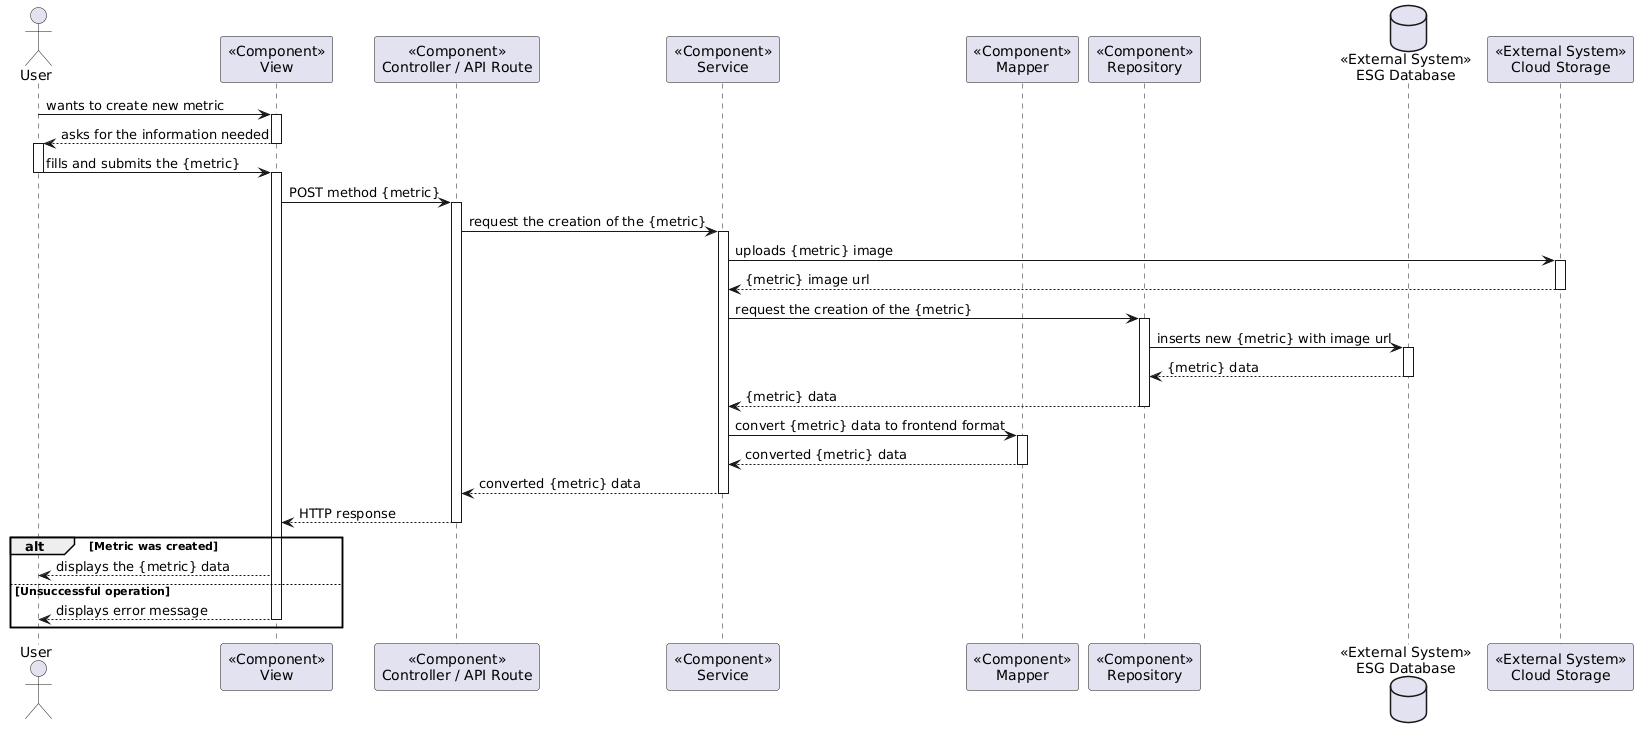 User
«Component»
View
«Component»
Controller / API Route
«Component»
Service
«Component»
Mapper
«Component»
Repository
«External System»
ESG Database
«External System»
Cloud Storage
wants to create new metric
asks for the information needed
fills and submits the {metric}
POST method {metric}
request the creation of the {metric}
uploads {metric} image
{metric} image url
request the creation of the {metric}
inserts new {metric} with image url
{metric} data
{metric} data
convert {metric} data to frontend format
converted {metric} data
converted {metric} data
HTTP response
alt [Metric was created]
displays the {metric} data
[Unsuccessful operation]
displays error message
User
«Component»
View
«Component»
Controller / API Route
«Component»
Service
«Component»
Mapper
«Component»
Repository
«External System»
ESG Database
«External System»
Cloud Storage